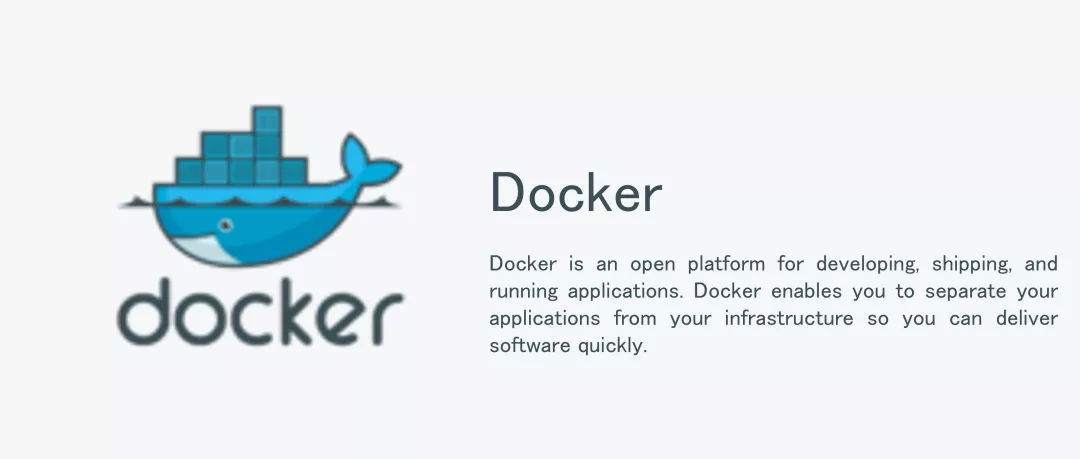 docker
Docker
Docker is an open platform for developing, shipping, and
running applications. Docker enables you to separate your
applications from your infrastructure so you can deliver
software quickly.